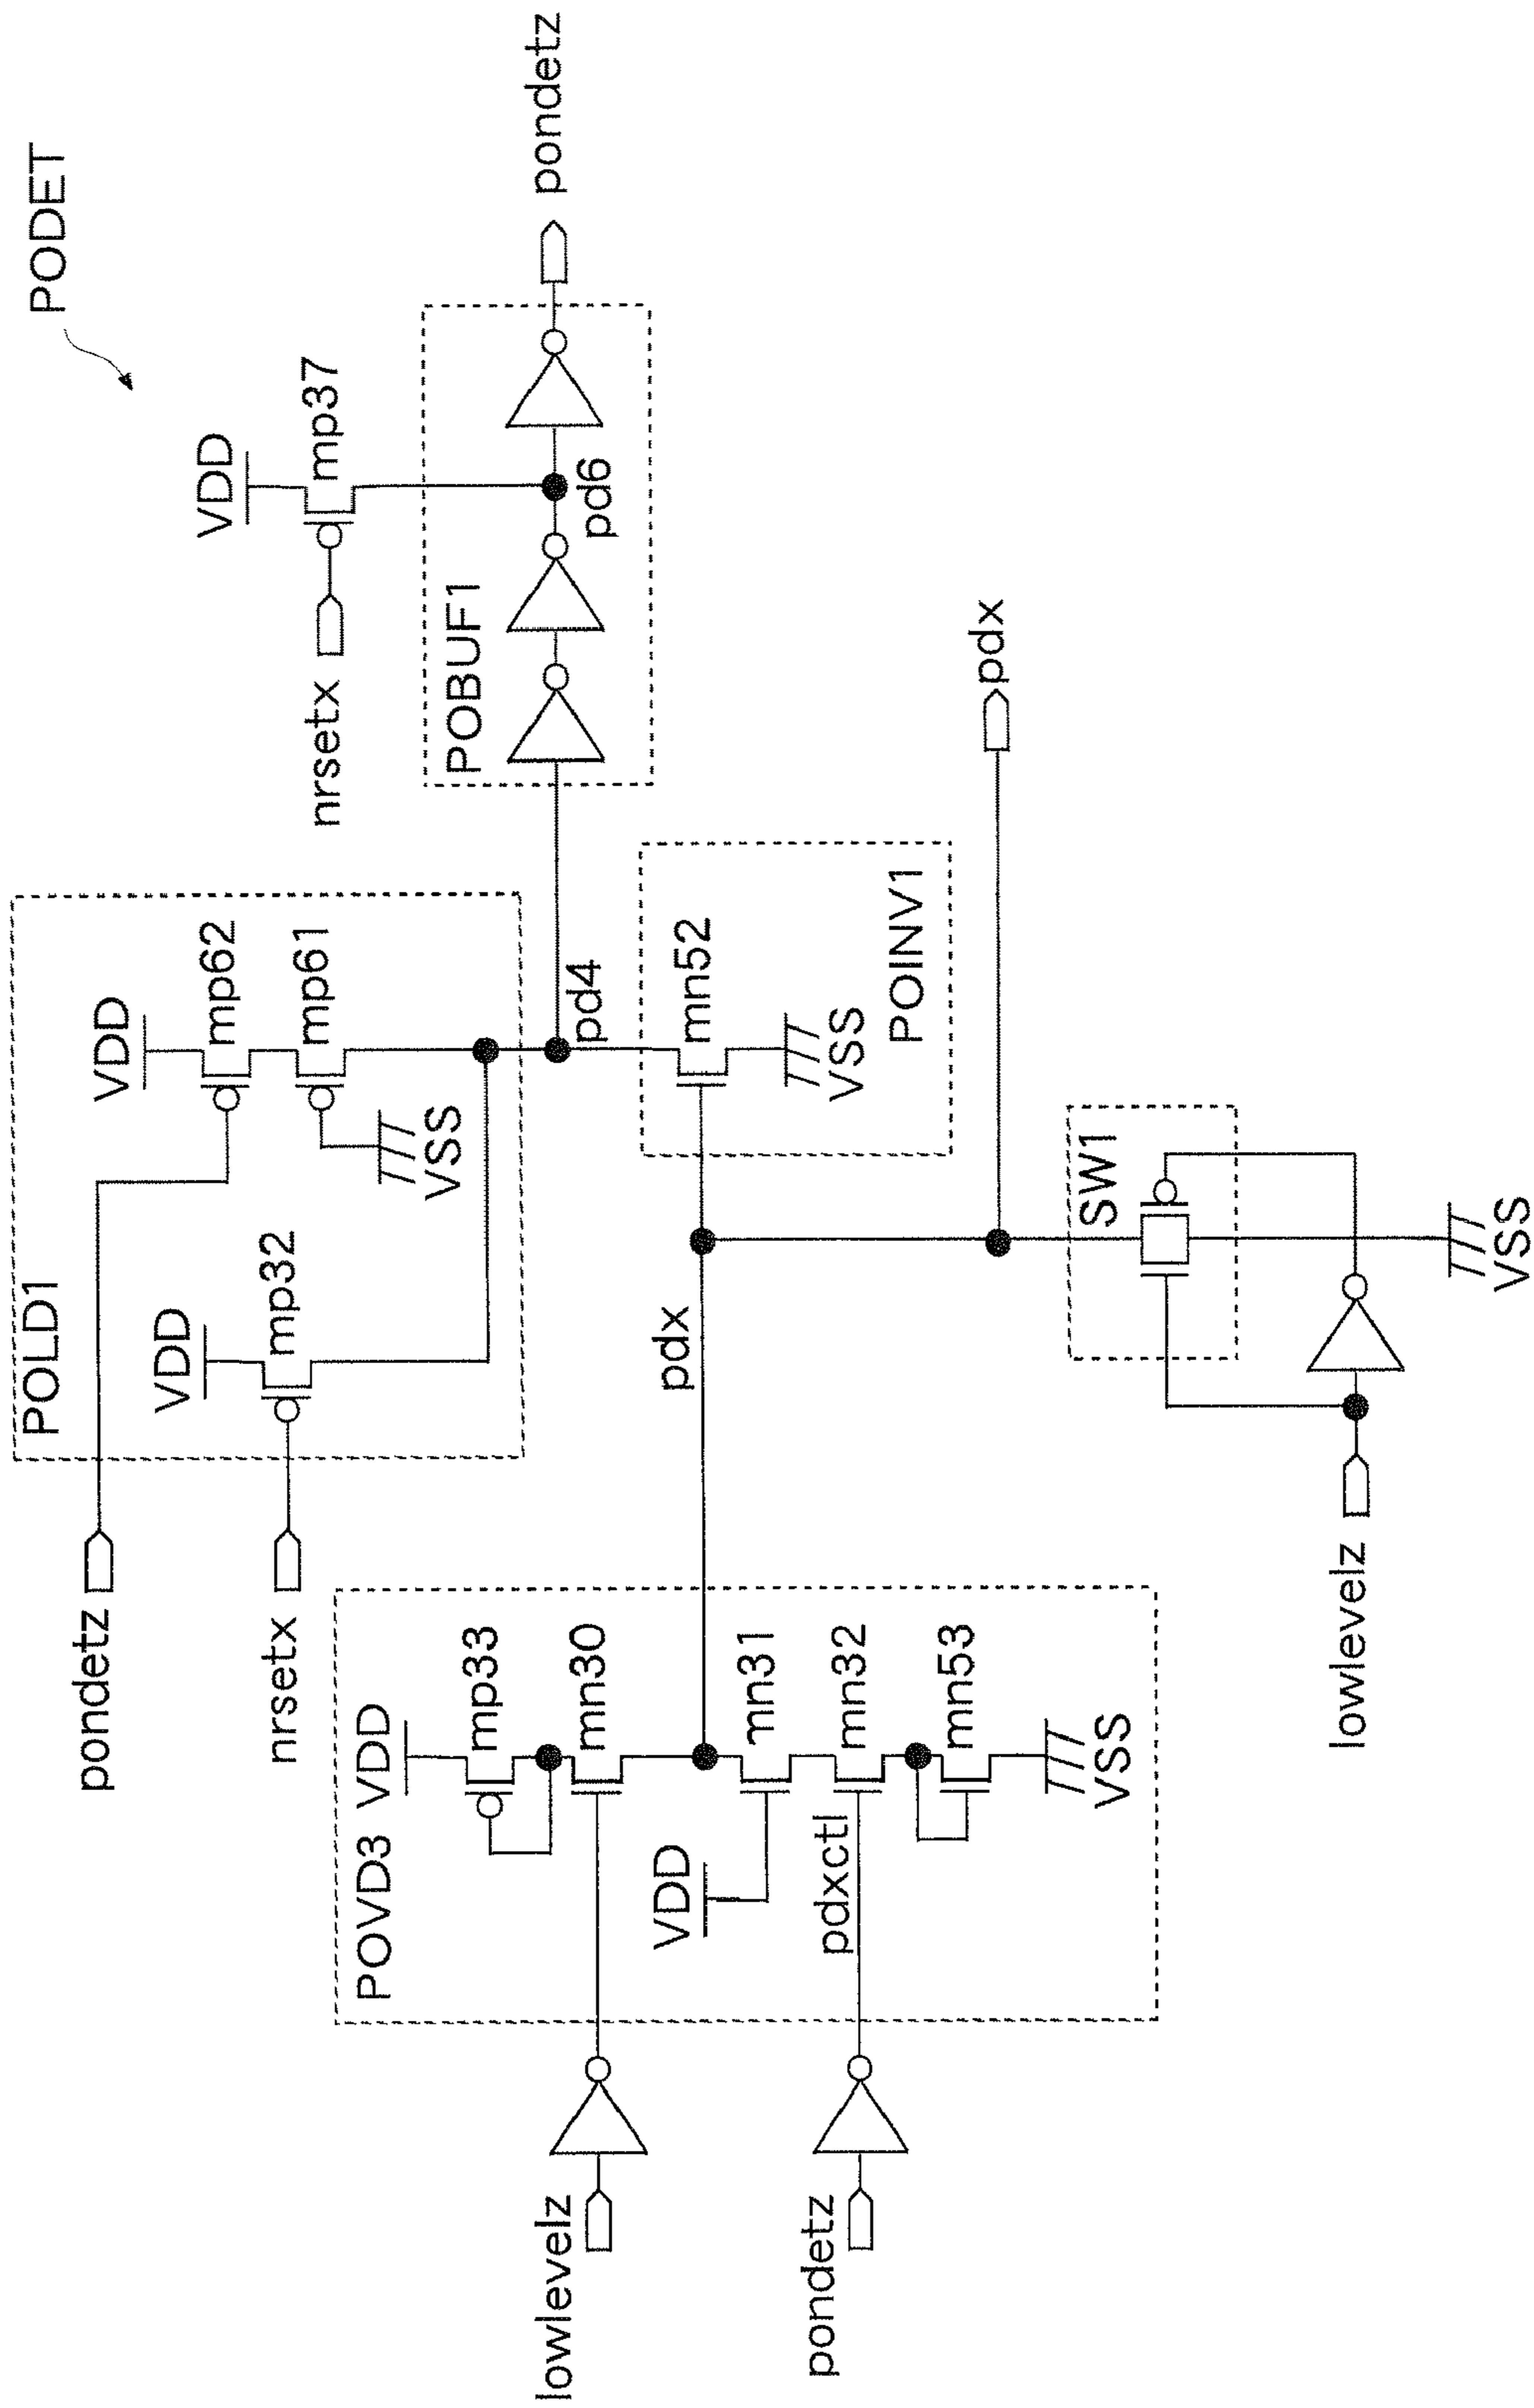 PODET
pondetz
POLD1
VDD
mp62
mp61
VSS
nrsetx
VDD
mp32
VDD
mp37
nrsetx
POBUF1
pd6
pondetz
pd4
mn52
VSS
POINV1
POVD3
VDD
mp33
mn30
pdx
VDD
mn31
pdxctl
mn32
mn53
VSS
lowlevelz
pondetz
pdx
SW1
lowlevelz
VSS